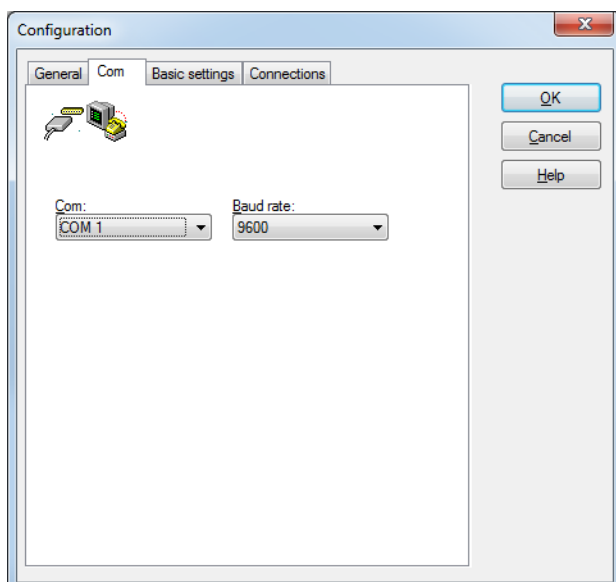 Configuration
General Com Basic settings Connections
OK
Cancel
Help
Com: Baud rate:
COM 1 9600